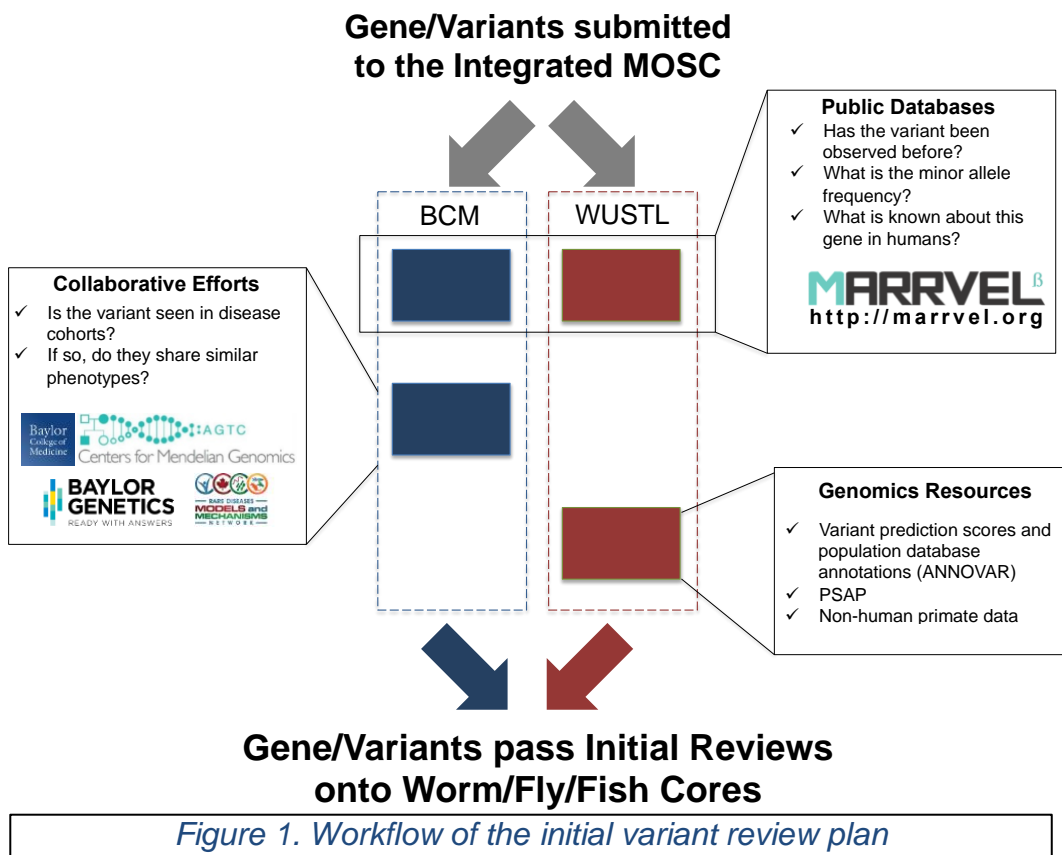 Gene/Variants submitted
to the Integrated MOSC
Public Databases
✓ Has the variant been
observed before?
✓ What is the minor allele
frequency?
✓ What is known about this
gene in humans?
MARRVEL β
http://marrvel.org
BCM
WUSTL
Collaborative Efforts
✓ Is the variant seen in disease
cohorts?
✓ If so, do they share similar
phenotypes?
Baylor
College of
Medicine
AGTC
Centers for Mendelian Genomics
BAYLOR
GENETICS
READY WITH ANSWERS
RARE DISEASES
MODELS and
MECHANISMS
NETWORK
Genomics Resources
✓ Variant prediction scores and
population database
annotations (ANNOVAR)
✓ PSAP
✓ Non-human primate data
Gene/Variants pass Initial Reviews
onto Worm/Fly/Fish Cores
Figure 1. Workflow of the initial variant review plan